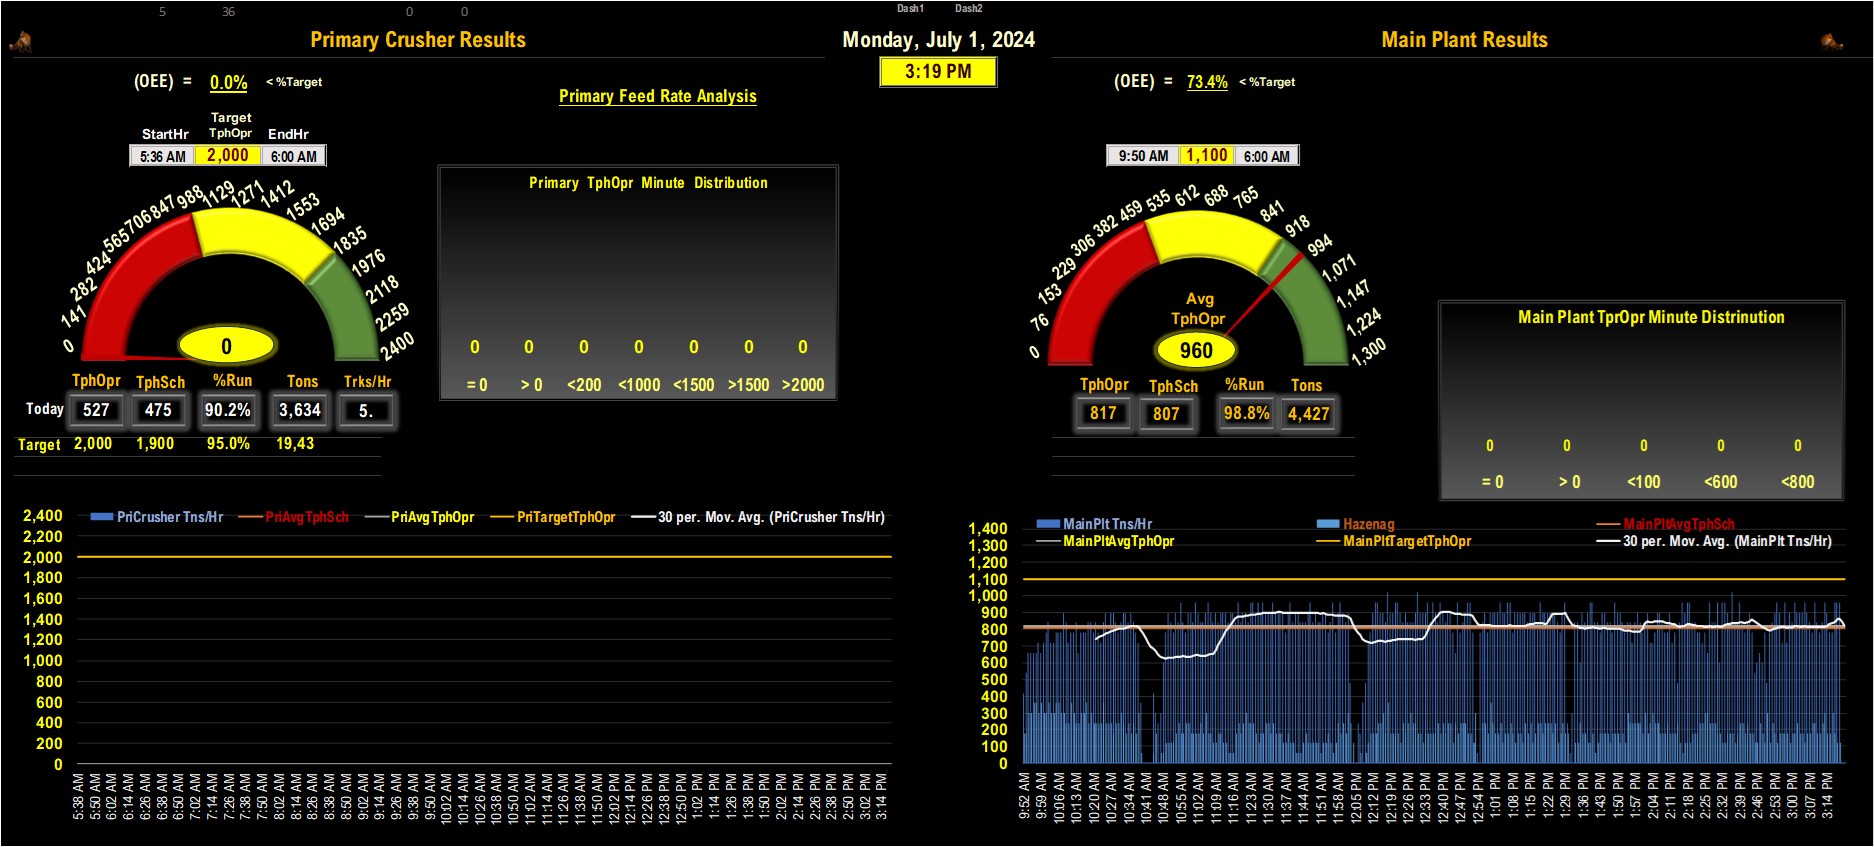 5 36 0 0 Dash1 Dash2
Primary Crusher Results
Monday, July 1, 2024
Main Plant Results
3:19 PM
(OEE) = 0.0% < %Target
Primary Feed Rate Analysis
Target
StartHr TphOpr EndHr
5:36 AM 2,000 6:00 AM
0 141 282 424 565 706 847 988 1129 1271 1412 1553 1694 1835 1976 2118 2259 2400
0
TphOpr TphSch %Run Tons Trks/Hr
Today 527 475 90.2% 3,634 5.
Target 2,000 1,900 95.0% 19,43
Primary TphOpr Minute Distribution
0 0 0 0 0 0 0
= 0 > 0 <200 <1000 <1500 >1500 >2000
(OEE) = 73.4% < %Target
9:50 AM 1,100 6:00 AM
0 76 153 229 306 382 459 535 612 688 765 841 918 994 1,071 1,147 1,224 1,300
Avg
TphOpr
960
TphOpr TphSch %Run Tons
817 807 98.8% 4,427
Main Plant TprOpr Minute Distrinution
0 0 0 0 0
= 0 > 0 <100 <600 <800
PriCrusher Tns/Hr PriAvgTphSch PriAvgTphOpr PriTargetTphOpr 30 per. Mov. Avg. (PriCrusher Tns/Hr)
2,400
2,200
2,000
1,800
1,600
1,400
1,200
1,000
800
600
400
200
0
5:38 AM 5:50 AM 6:02 AM 6:14 AM 6:26 AM 6:38 AM 6:50 AM 7:02 AM 7:14 AM 7:26 AM 7:38 AM 7:50 AM 8:02 AM 8:14 AM 8:26 AM 8:38 AM 8:50 AM 9:02 AM 9:14 AM 9:26 AM 9:38 AM 9:50 AM 10:02 AM 10:14 AM 10:26 AM 10:38 AM 10:50 AM 11:02 AM 11:14 AM 11:26 AM 11:38 AM 11:50 AM 12:02 PM 12:14 PM 12:26 PM 12:38 PM 12:50 PM 1:02 PM 1:14 PM 1:26 PM 1:38 PM 1:50 PM 2:02 PM 2:14 PM 2:26 PM 2:38 PM 2:50 PM 3:02 PM 3:14 PM
MainPlt Tns/Hr Hazenag MainPltAvgTphSch
MainPltAvgTphOpr MainPltTargetTphOpr 30 per. Mov. Avg. (MainPlt Tns/Hr)
1,400
1,300
1,200
1,100
1,000
900
800
700
600
500
400
300
200
100
0
9:52 AM 9:59 AM 10:06 AM 10:13 AM 10:20 AM 10:27 AM 10:34 AM 10:41 AM 10:48 AM 10:55 AM 11:02 AM 11:09 AM 11:16 AM 11:23 AM 11:30 AM 11:37 AM 11:44 AM 11:51 AM 11:58 AM 12:05 PM 12:12 PM 12:19 PM 12:26 PM 12:33 PM 12:40 PM 12:47 PM 12:54 PM 1:01 PM 1:08 PM 1:15 PM 1:22 PM 1:29 PM 1:36 PM 1:43 PM 1:50 PM 1:57 PM 2:04 PM 2:11 PM 2:18 PM 2:25 PM 2:32 PM 2:39 PM 2:46 PM 2:53 PM 3:00 PM 3:07 PM 3:14 PM